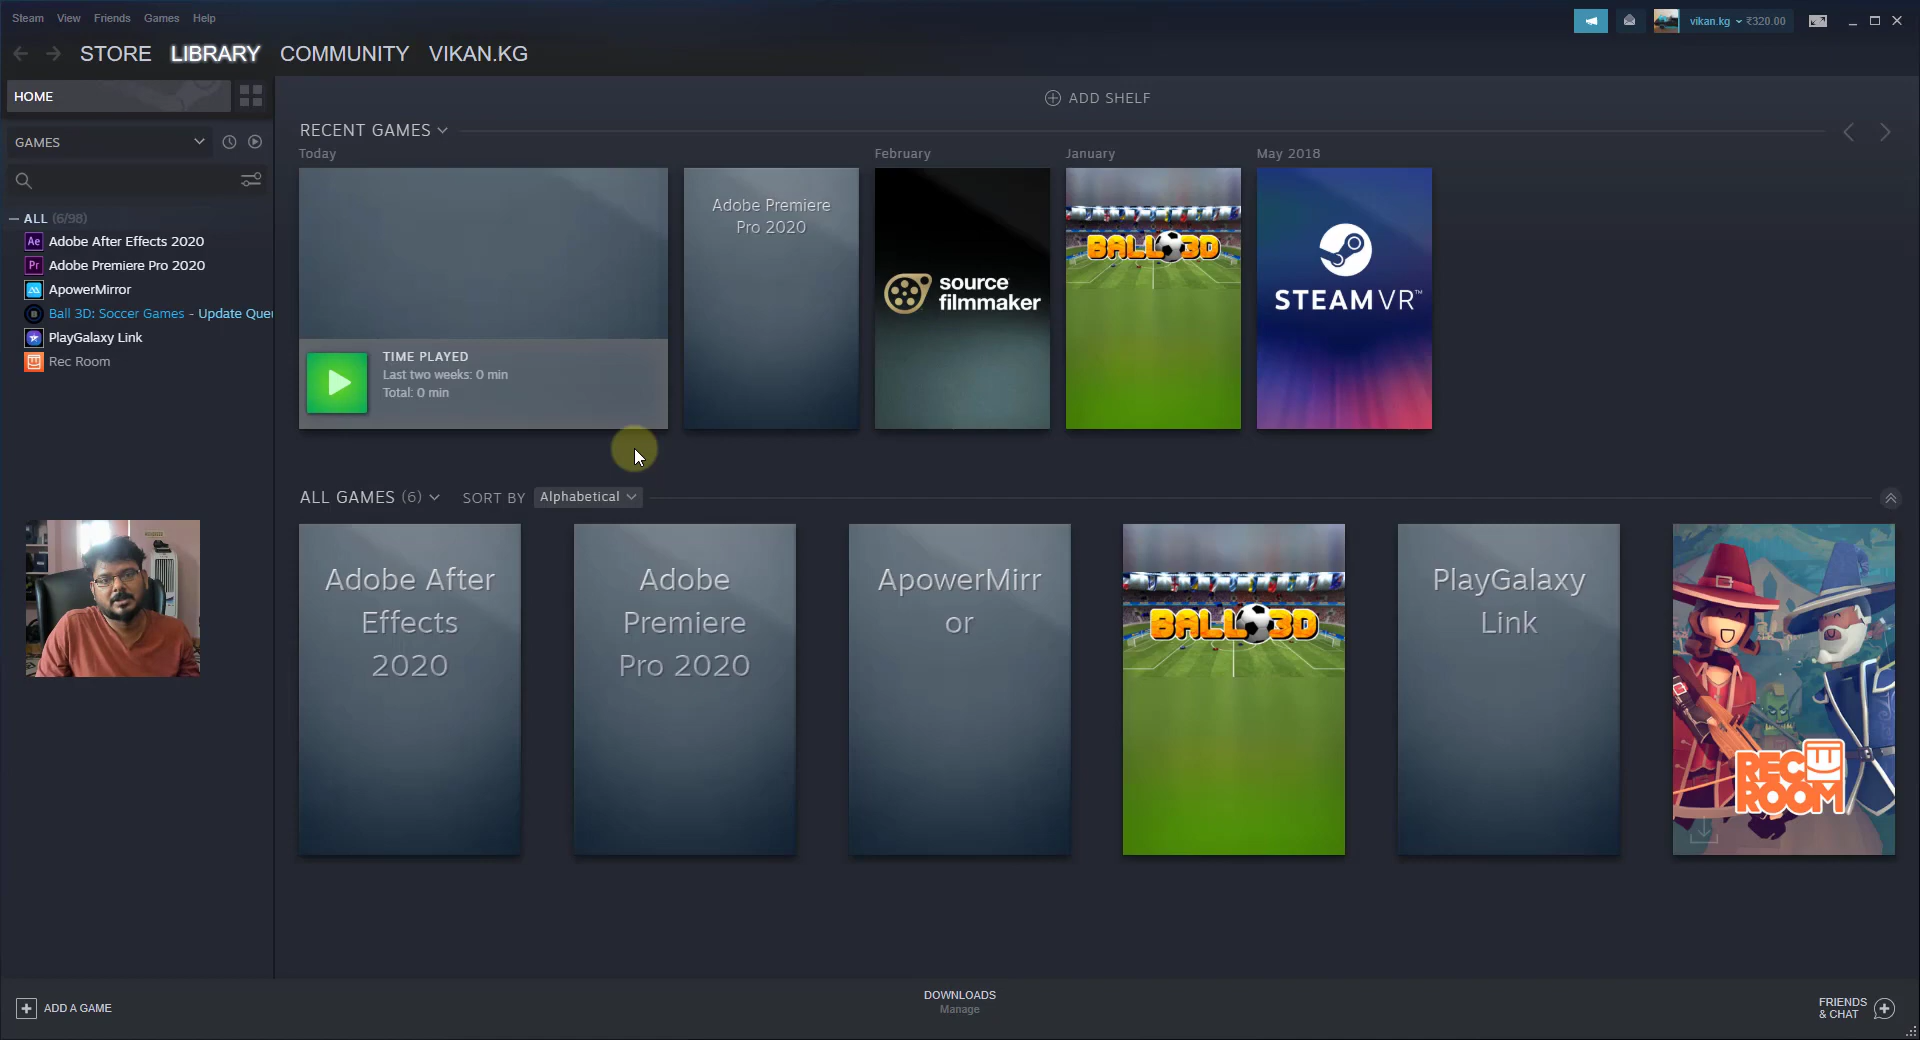 Steam View Friends Games Help
vikan.kg ₹320.00
STORE LIBRARY COMMUNITY VIKAN.KG
HOME
ADD SHELF
GAMES
RECENT GAMES
Today
February
January
May 2018
ALL (6/98)
Ae Adobe After Effects 2020
Pr Adobe Premiere Pro 2020
ApowerMirror
Ball 3D: Soccer Games - Update Queu
PlayGalaxy Link
Rec Room
TIME PLAYED
Last two weeks: 0 min
Total: 0 min
Adobe Premiere
Pro 2020
source
filmmaker
BALL 3D
STEAMVR™
ALL GAMES (6) SORT BY Alphabetical
Adobe After
Effects
2020
Adobe
Premiere
Pro 2020
ApowerMirr
or
BALL 3D
PlayGalaxy
Link
REC
ROOM
ADD A GAME
DOWNLOADS
Manage
FRIENDS
& CHAT